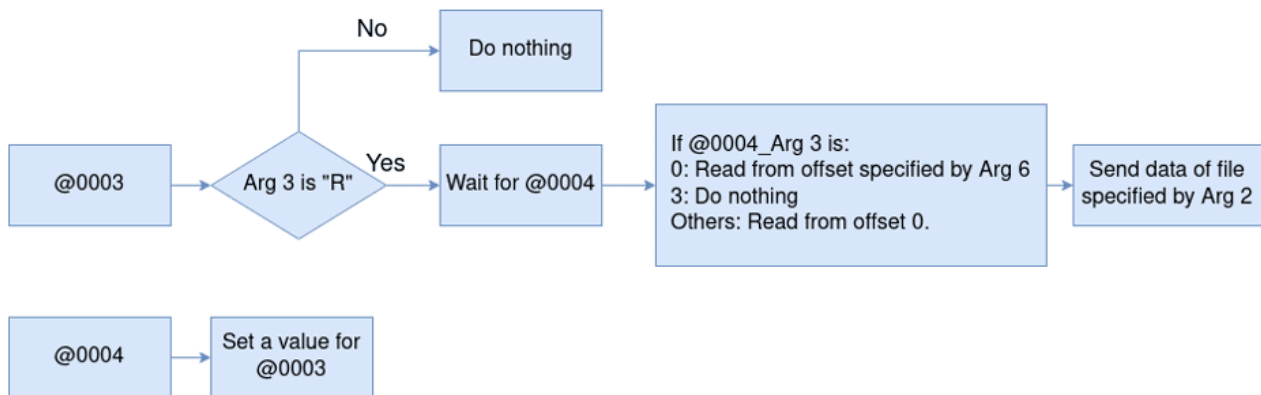 No
Do nothing
@0003
Arg 3 is "R"
Yes
Wait for @0004
If @0004_Arg 3 is:
0: Read from offset specified by Arg 6
3: Do nothing
Others: Read from offset 0.
Send data of file
specified by Arg 2
@0004
Set a value for
@0003